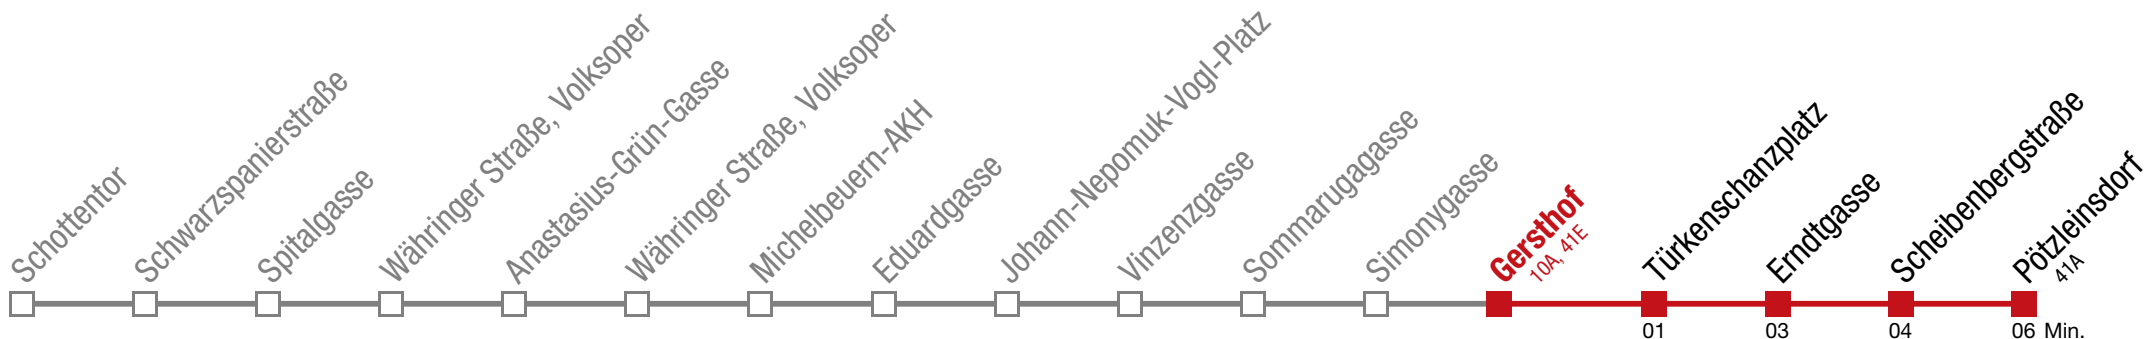 Schottentor
Schwarzspanierstraße
Spitalgasse
Währinger Straße, Volksoper
Anastasius-Grün-Gasse
Währinger Straße, Volksoper
Michelbeuern-AKH
Eduardgasse
Johann-Nepomuk-Vogl-Platz
Vinzenzgasse
Sommarugagasse
Simonygasse
Gersthof
10A, 41E
Türkenschanzplatz
Erndtgasse
Scheibenbergstraße
Pötzleinsdorf
41A
01 03 04 06 Min.